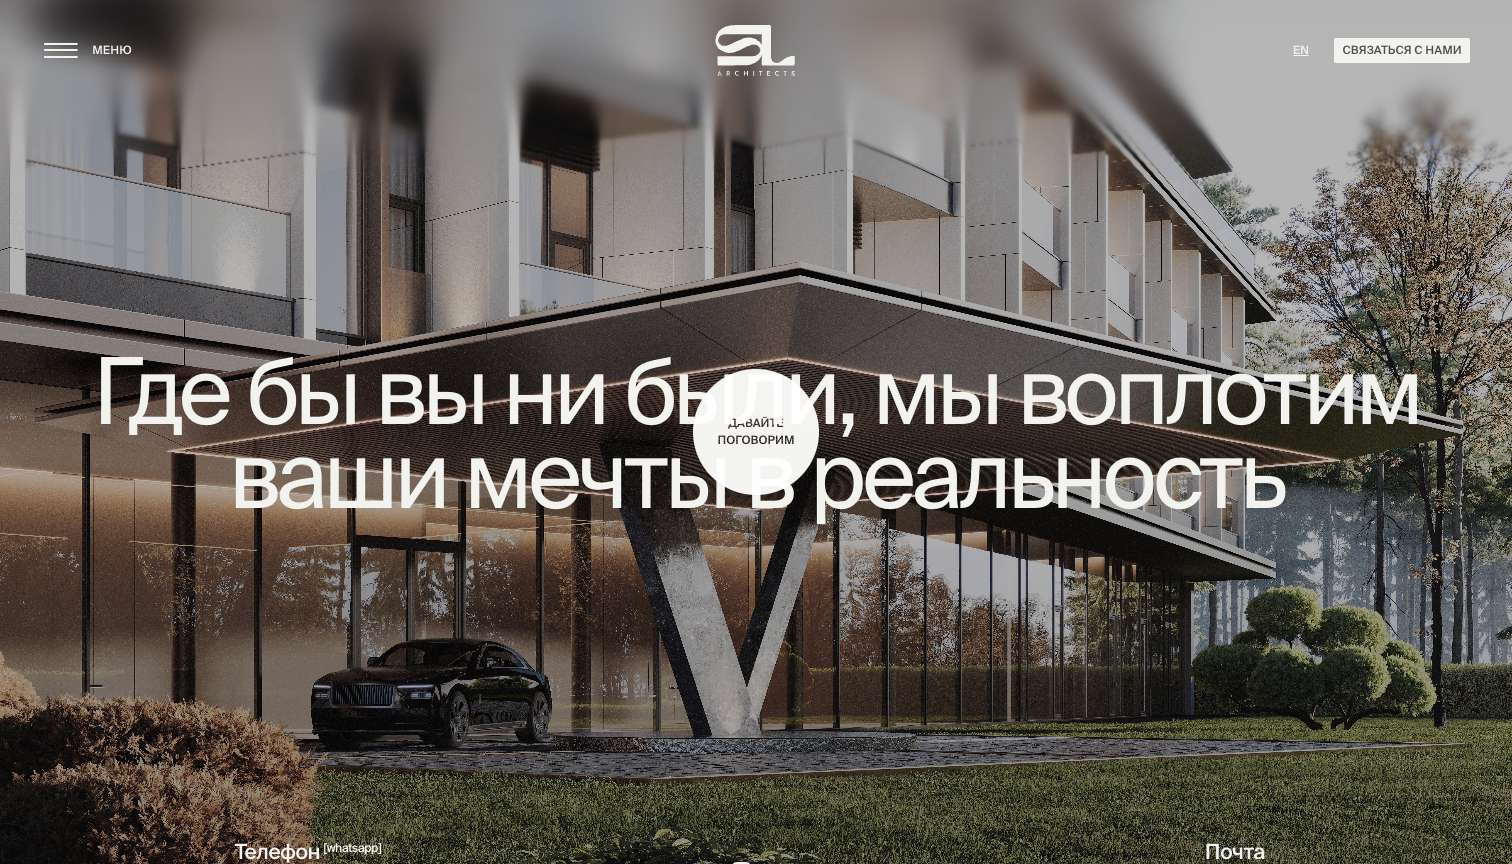 МЕНЮ
SL
ARCHITECTS
EN
СВЯЗАТЬСЯ С НАМИ
Где бы вы ни были, мы воплотим
ваши мечты в реальность
ДАВАЙТЕ
ПОГОВОРИМ
Телефон [whatsapp]
Почта